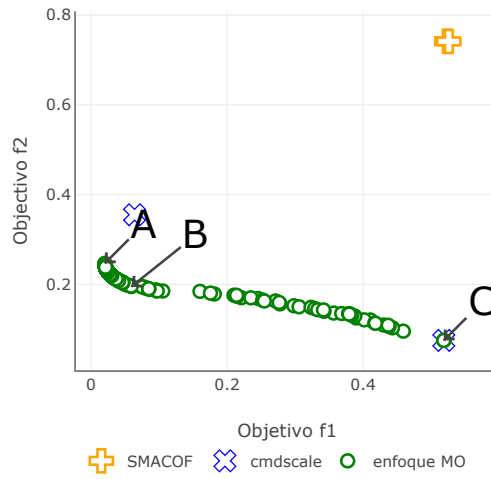 0.8
0.6
0.4
0.2
0
0.2
0.4
Objectivo f2
Objetivo f1
A
B
C
SMACOF
cmdscale
enfoque MO